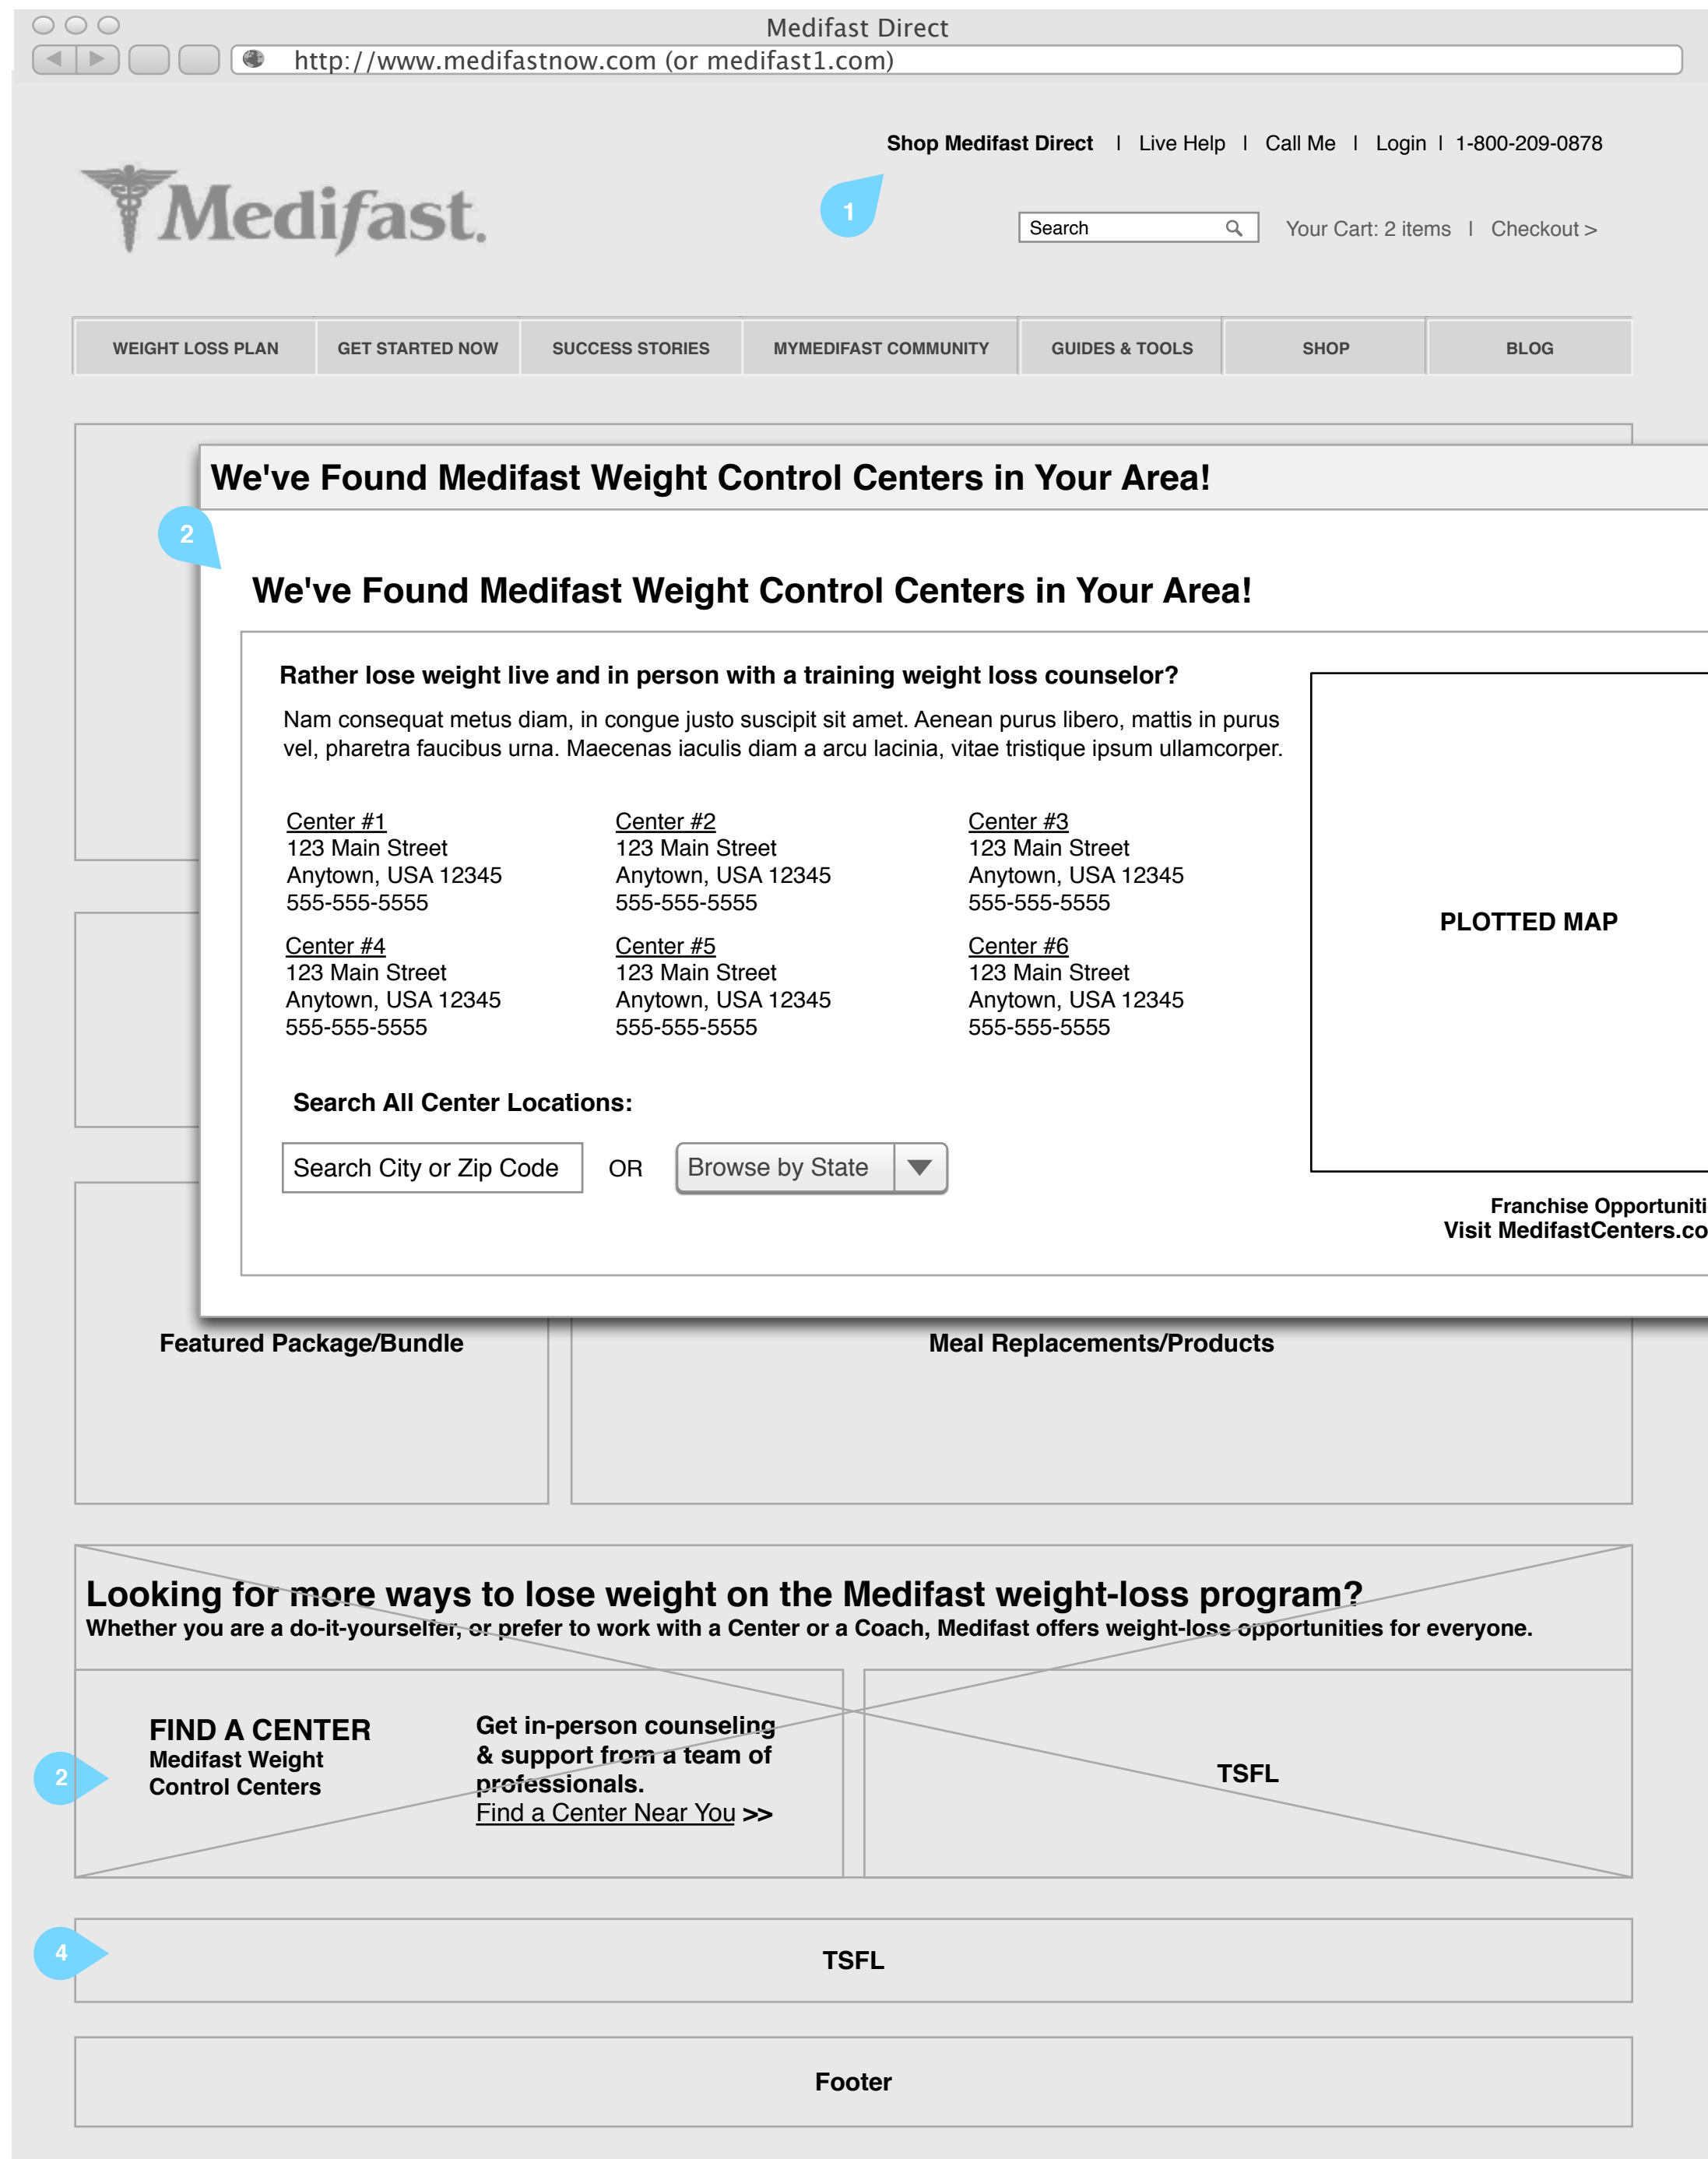 Medifast Direct
http://www.medifastnow.com (or medifast1.com)
Shop Medifast Direct | Live Help | Call Me | Login | 1-800-209-0878
Medifast.
1
Search
Your Cart: 2 items | Checkout >
WEIGHT LOSS PLAN GET STARTED NOW SUCCESS STORIES MYMEDIFAST COMMUNITY GUIDES & TOOLS SHOP BLOG
We've Found Medifast Weight Control Centers in Your Area!
2
We've Found Medifast Weight Control Centers in Your Area!
Rather lose weight live and in person with a training weight loss counselor?
Nam consequat metus diam, in congue justo suscipit sit amet. Aenean purus libero, mattis in purus
vel, pharetra faucibus urna. Maecenas iaculis diam a arcu lacinia, vitae tristique ipsum ullamcorper.
Center #1
123 Main Street
Anytown, USA 12345
555-555-5555
Center #2
123 Main Street
Anytown, USA 12345
555-555-5555
Center #3
123 Main Street
Anytown, USA 12345
555-555-5555
Center #4
123 Main Street
Anytown, USA 12345
555-555-5555
Center #5
123 Main Street
Anytown, USA 12345
555-555-5555
Center #6
123 Main Street
Anytown, USA 12345
555-555-5555
PLOTTED MAP
Search All Center Locations:
Search City or Zip Code OR Browse by State
Franchise Opportuniti
Visit MedifastCenters.co
Featured Package/Bundle
Meal Replacements/Products
Looking for more ways to lose weight on the Medifast weight-loss program?
Whether you are a do-it-yourselfer, or prefer to work with a Center or a Coach, Medifast offers weight-loss opportunities for everyone.
2
FIND A CENTER
Medifast Weight
Control Centers
Get in-person counseling
& support from a team of
professionals.
Find a Center Near You >>
TSFL
4
TSFL
Footer